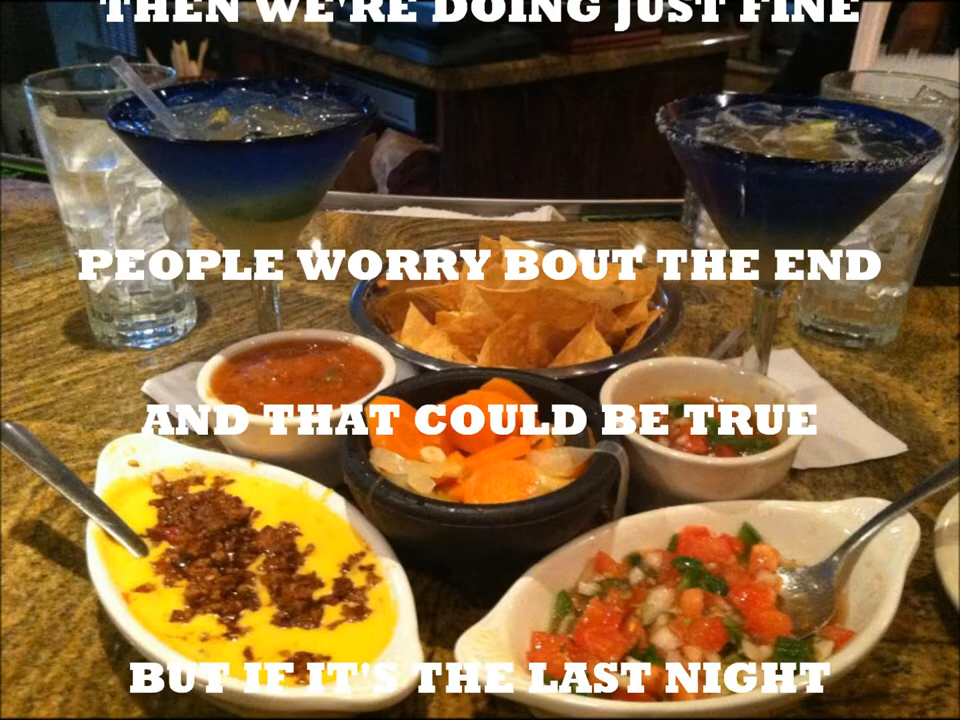 THEN WE'RE DOING JUST FINE
PEOPLE WORRY BOUT THE END
AND THAT COULD BE TRUE
BUT IF IT'S THE LAST NIGHT